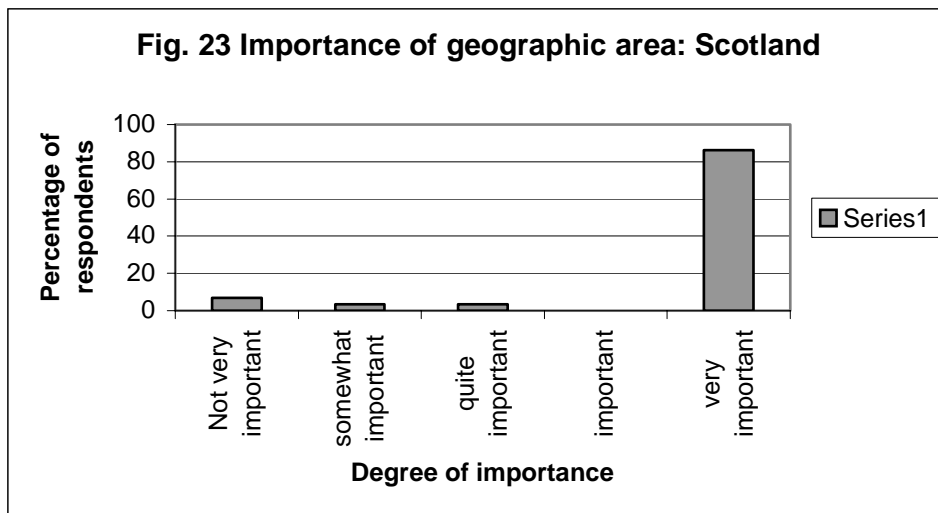 Fig. 23 Importance of geographic area: Scotland
100
80
60
40
20
0
Percentage of
respondents
Not very
important
somewhat
important
quite
important
important
very
important
Degree of importance
Series1